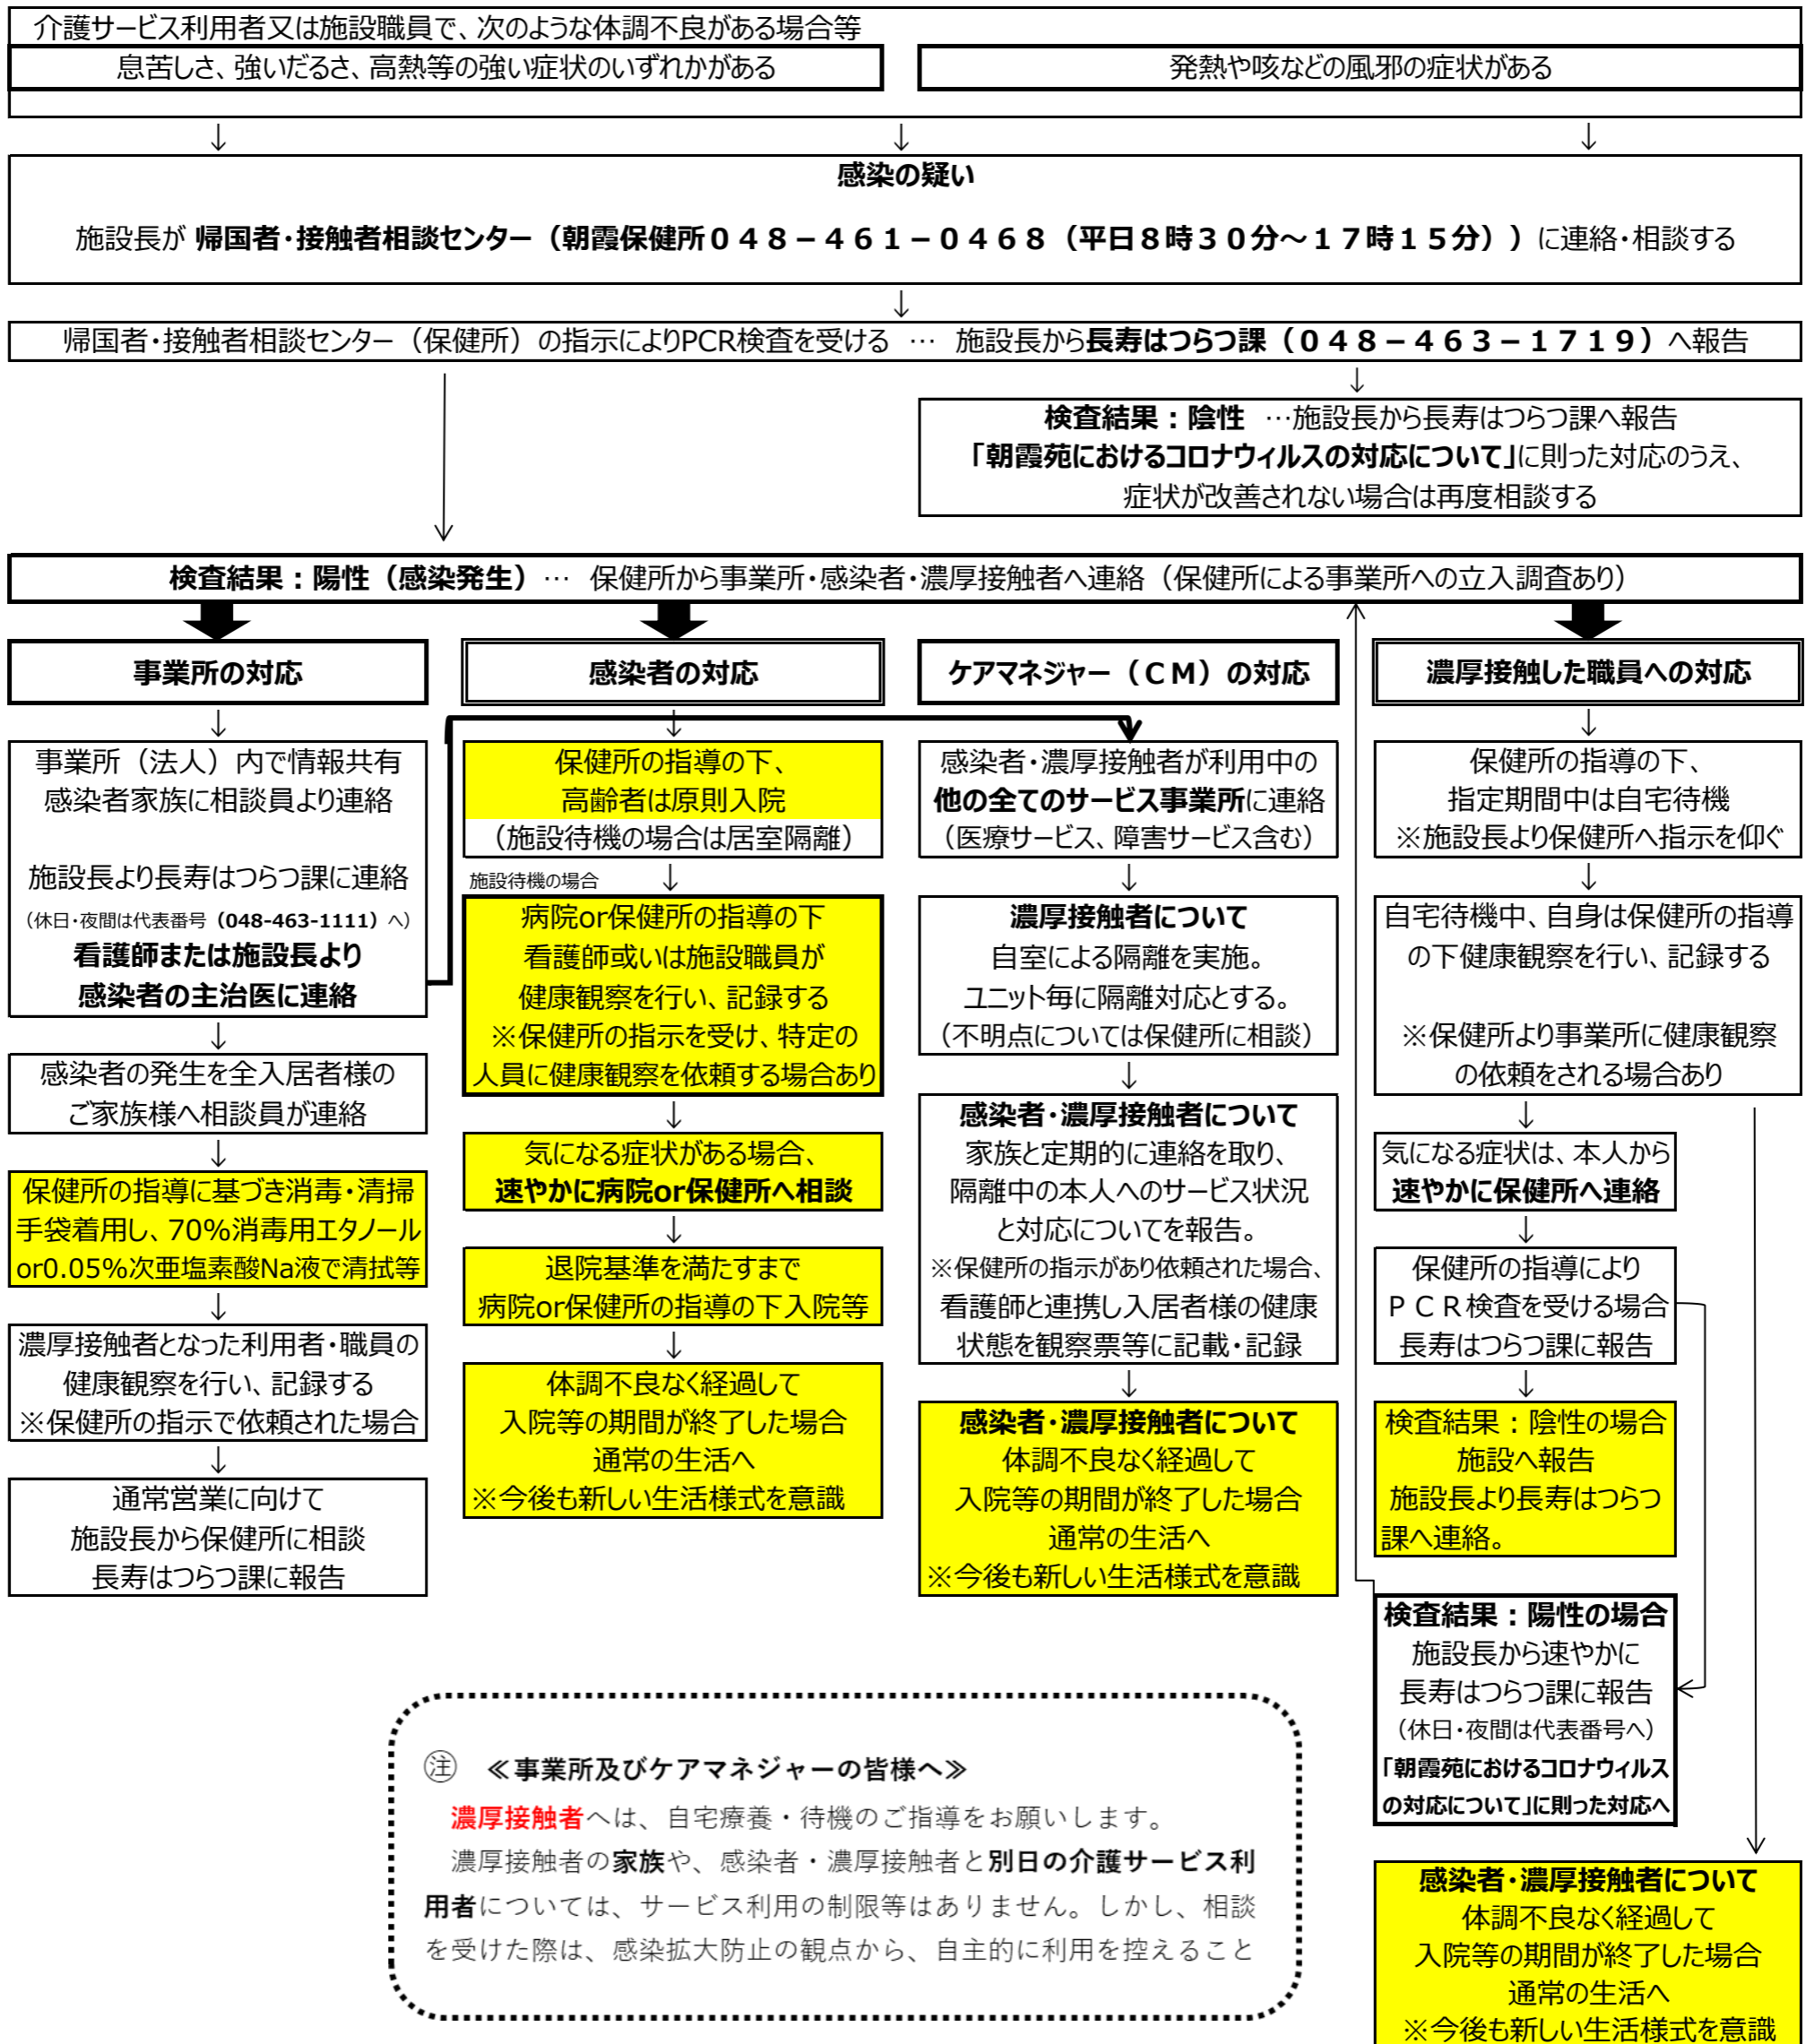 介護サービス利用者又は施設職員で、次のような体調不良がある場合等
息苦しさ、強いだるさ、高熱等の強い症状のいずれかがある
発熱や咳などの風邪の症状がある
↓
↓
↓
感染の疑い
施設長が 帰国者・接触者相談センター（朝霞保健所０４８－４６１－０４６８（平日８時３０分～１７時１５分））に連絡・相談する
↓
帰国者・接触者相談センター（保健所）の指示によりPCR検査を受ける … 施設長から長寿はつらつ課（０４８－４６３－１７１９）へ報告
↓
検査結果：陰性 …施設長から長寿はつらつ課へ報告
「朝霞苑におけるコロナウィルスの対応について」に則った対応のうえ、
症状が改善されない場合は再度相談する
検査結果：陽性（感染発生）… 保健所から事業所・感染者・濃厚接触者へ連絡（保健所による事業所への立入調査あり）
事業所の対応
↓
事業所（法人）内で情報共有
感染者家族に相談員より連絡
施設長より長寿はつらつ課に連絡
（休日・夜間は代表番号（048-463-1111）へ）
看護師または施設長より
感染者の主治医に連絡
↓
感染者の発生を全入居者様の
ご家族様へ相談員が連絡
↓
保健所の指導に基づき消毒・清掃
手袋着用し、70%消毒用エタノール
or0.05%次亜塩素酸Na液で清拭等
↓
濃厚接触者となった利用者・職員の
健康観察を行い、記録する
※保健所の指示で依頼された場合
↓
通常営業に向けて
施設長から保健所に相談
長寿はつらつ課に報告
感染者の対応
↓
保健所の指導の下、
高齢者は原則入院
（施設待機の場合は居室隔離）
施設待機の場合 ↓
病院or保健所の指導の下
看護師或いは施設職員が
健康観察を行い、記録する
※保健所の指示を受け、特定の
人員に健康観察を依頼する場合あり
↓
気になる症状がある場合、
速やかに病院or保健所へ相談
↓
退院基準を満たすまで
病院or保健所の指導の下入院等
↓
体調不良なく経過して
入院等の期間が終了した場合
通常の生活へ
※今後も新しい生活様式を意識
ケアマネジャー（ＣＭ）の対応
感染者・濃厚接触者が利用中の
他の全てのサービス事業所に連絡
（医療サービス、障害サービス含む）
↓
濃厚接触者について
自室による隔離を実施。
ユニット毎に隔離対応とする。
（不明点については保健所に相談）
↓
感染者・濃厚接触者について
家族と定期的に連絡を取り、
隔離中の本人へのサービス状況
と対応についてを報告。
※保健所の指示があり依頼された場合、
看護師と連携し入居者様の健康
状態を観察票等に記載・記録
↓
感染者・濃厚接触者について
体調不良なく経過して
入院等の期間が終了した場合
通常の生活へ
※今後も新しい生活様式を意識
濃厚接触した職員への対応
↓
保健所の指導の下、
指定期間中は自宅待機
※施設長より保健所へ指示を仰ぐ
↓
自宅待機中、自身は保健所の指導
の下健康観察を行い、記録する
※保健所より事業所に健康観察
の依頼をされる場合あり
↓
気になる症状は、本人から
速やかに保健所へ連絡
↓
保健所の指導により
ＰＣＲ検査を受ける場合
長寿はつらつ課に報告
↓
検査結果：陰性の場合
施設へ報告
施設長より長寿はつらつ
課へ連絡。
検査結果：陽性の場合
施設長から速やかに
長寿はつらつ課に報告
（休日・夜間は代表番号へ）
「朝霞苑におけるコロナウィルス
の対応について」に則った対応へ
感染者・濃厚接触者について
体調不良なく経過して
入院等の期間が終了した場合
通常の生活へ
※今後も新しい生活様式を意識
㊟ ≪事業所及びケアマネジャーの皆様へ≫
濃厚接触者へは、自宅療養・待機のご指導をお願いします。
濃厚接触者の家族や、感染者・濃厚接触者と別日の介護サービス利
用者については、サービス利用の制限等はありません。しかし、相談
を受けた際は、感染拡大防止の観点から、自主的に利用を控えること